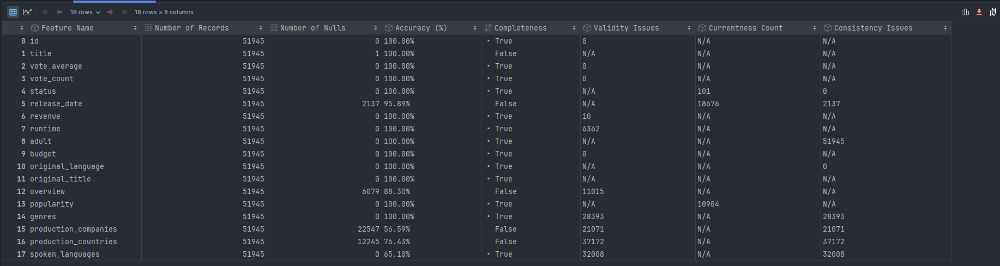 18 rows 18 rows × 8 columns
Feature Name Number of Records Number of Nulls Accuracy (%) Completeness Validity Issues Currentness Count Consistency Issues
0 id 51945 0 100.00% • True 0 N/A N/A
1 title 51945 1 100.00% False N/A N/A N/A
2 vote_average 51945 0 100.00% • True 0 N/A N/A
3 vote_count 51945 0 100.00% • True 0 N/A N/A
4 status 51945 0 100.00% • True N/A 101 0
5 release_date 51945 2137 95.89% False N/A 18676 2137
6 revenue 51945 0 100.00% • True 10 N/A N/A
7 runtime 51945 0 100.00% • True 6362 N/A N/A
8 adult 51945 0 100.00% • True N/A N/A 51945
9 budget 51945 0 100.00% • True 0 N/A N/A
10 original_language 51945 0 100.00% • True N/A N/A 0
11 original_title 51945 0 100.00% • True N/A N/A N/A
12 overview 51945 6079 88.30% False 11015 N/A N/A
13 popularity 51945 0 100.00% • True N/A 10904 N/A
14 genres 51945 0 100.00% • True 28393 N/A 28393
15 production_companies 51945 22547 56.59% False 21071 N/A 21071
16 production_countries 51945 12245 76.43% False 37172 N/A 37172
17 spoken_languages 51945 0 65.10% • True 32008 N/A 32008